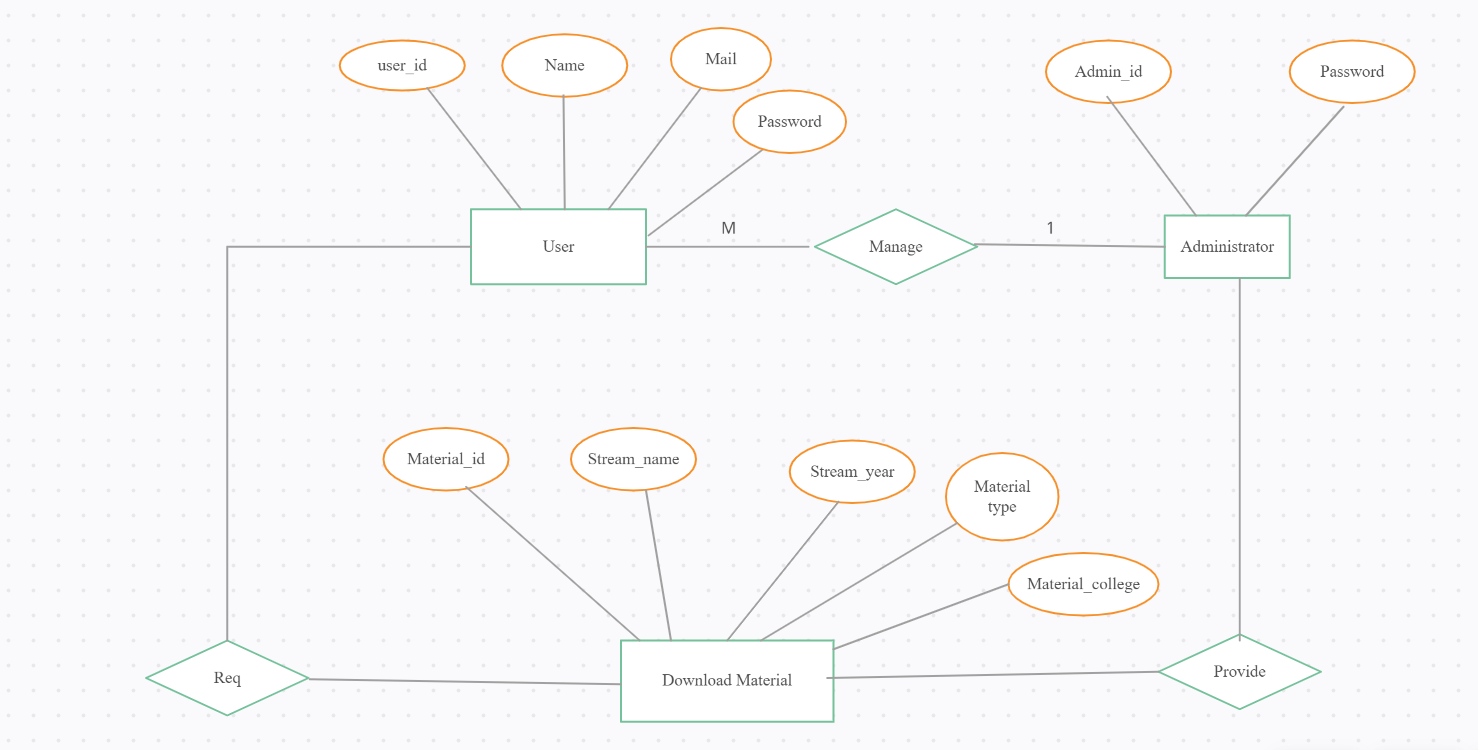 user_id
Name
Mail
Password
Admin_id
Password
User
M
Manage
1
Administrator
Material_id
Stream_name
Stream_year
Material
type
Material_college
Req
Download Material
Provide